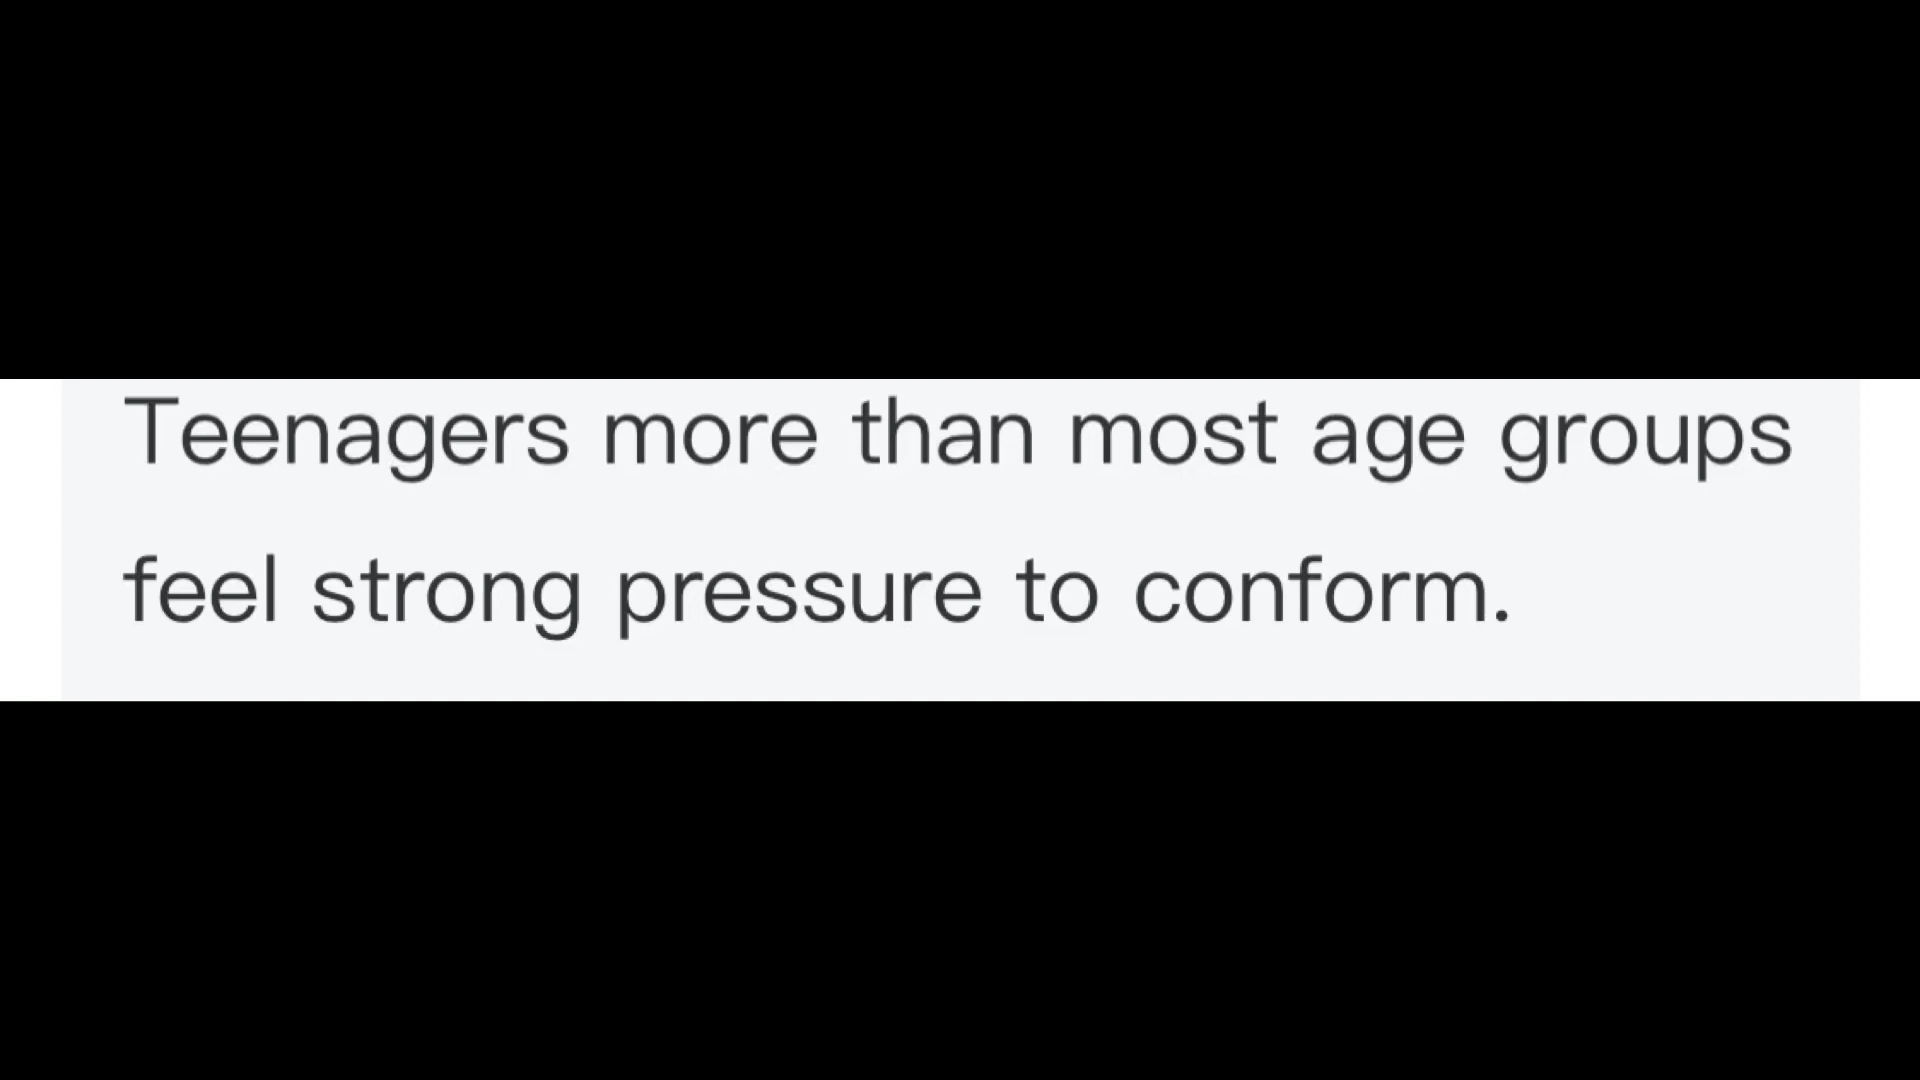 Teenagers more than most age groups
feel strong pressure to conform.